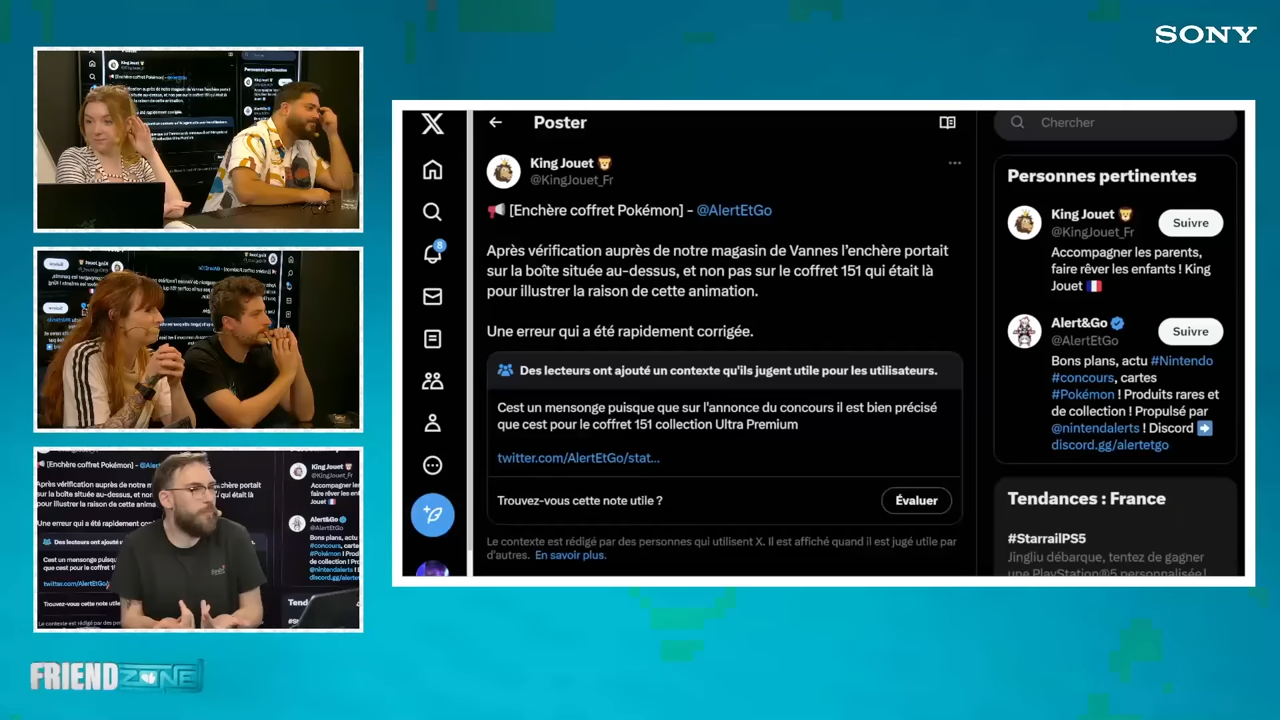 SONY
Poster
Chercher
King Jouet
@KingJouet_Fr
[Enchère coffret Pokémon] - @AlertEtGo
Après vérification auprès de notre magasin de Vannes l'enchère portait
sur la boîte située au-dessus, et non pas sur le coffret 151 qui était là
pour illustrer la raison de cette animation.
Une erreur qui a été rapidement corrigée.
Des lecteurs ont ajouté un contexte qu'ils jugent utile pour les utilisateurs.
Cest un mensonge puisque que sur l'annonce du concours il est bien précisé
que cest pour le coffret 151 collection Ultra Premium
twitter.com/AlertEtGo/stat...
Trouvez-vous cette note utile ?
Évaluer
Le contexte est rédigé par des personnes qui utilisent X. Il est affiché quand il est jugé utile par
d'autres. En savoir plus.
8
Personnes pertinentes
King Jouet
@KingJouet_Fr
Suivre
Accompagner les parents,
faire rêver les enfants ! King
Jouet
Alert&Go
@AlertEtGo
Suivre
Bons plans, actu #Nintendo
#concours, cartes
#Pokémon ! Produits rares et
de collection ! Propulsé par
@nintendalerts ! Discord
discord.gg/alertetgo
Tendances : France
#StarrailPS5
Jingliu débarque, tentez de gagner
une PlayStation®5 personnalisée !
FRIENDZONE